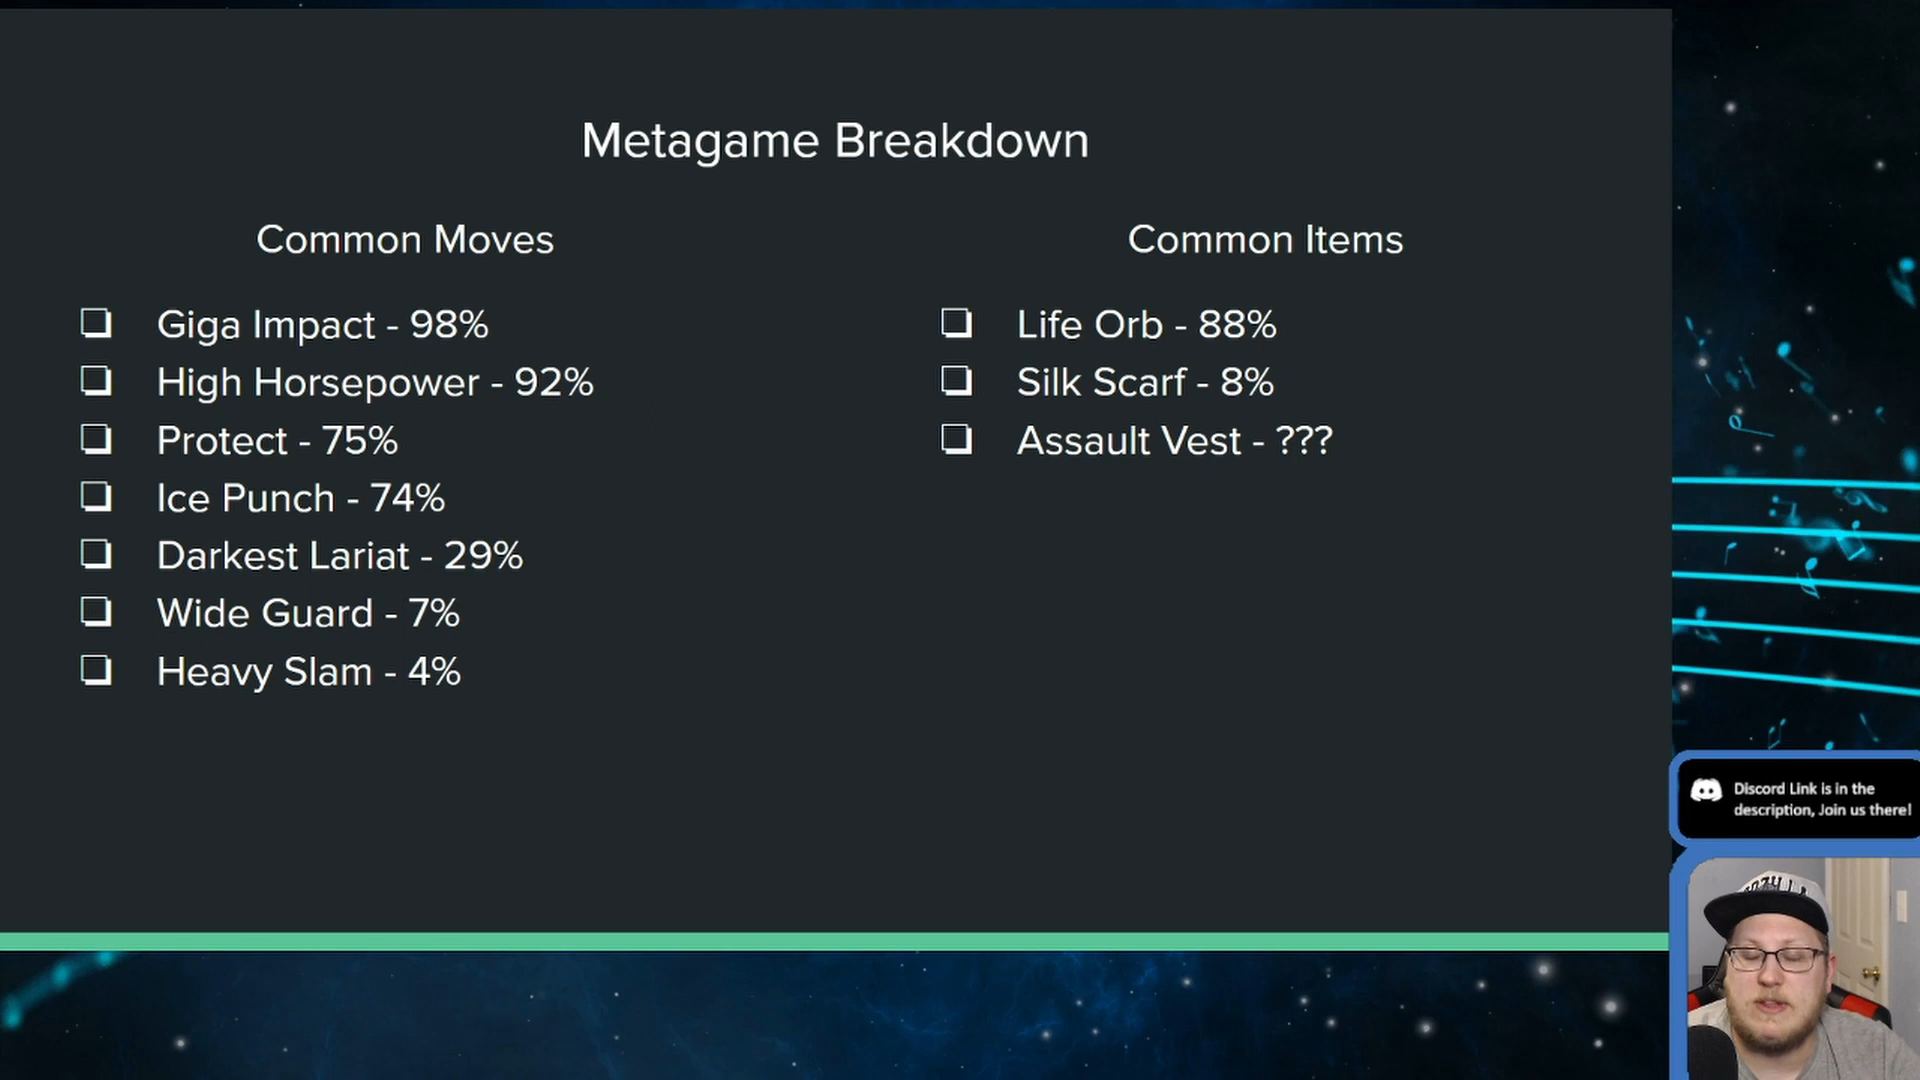 Metagame Breakdown
Common Moves
Giga Impact - 98%
High Horsepower - 92%
Protect - 75%
Ice Punch - 74%
Darkest Lariat - 29%
Wide Guard - 7%
Heavy Slam - 4%
Common Items
Life Orb - 88%
Silk Scarf - 8%
Assault Vest - ???
Discord Link is in the
description, Join us there!